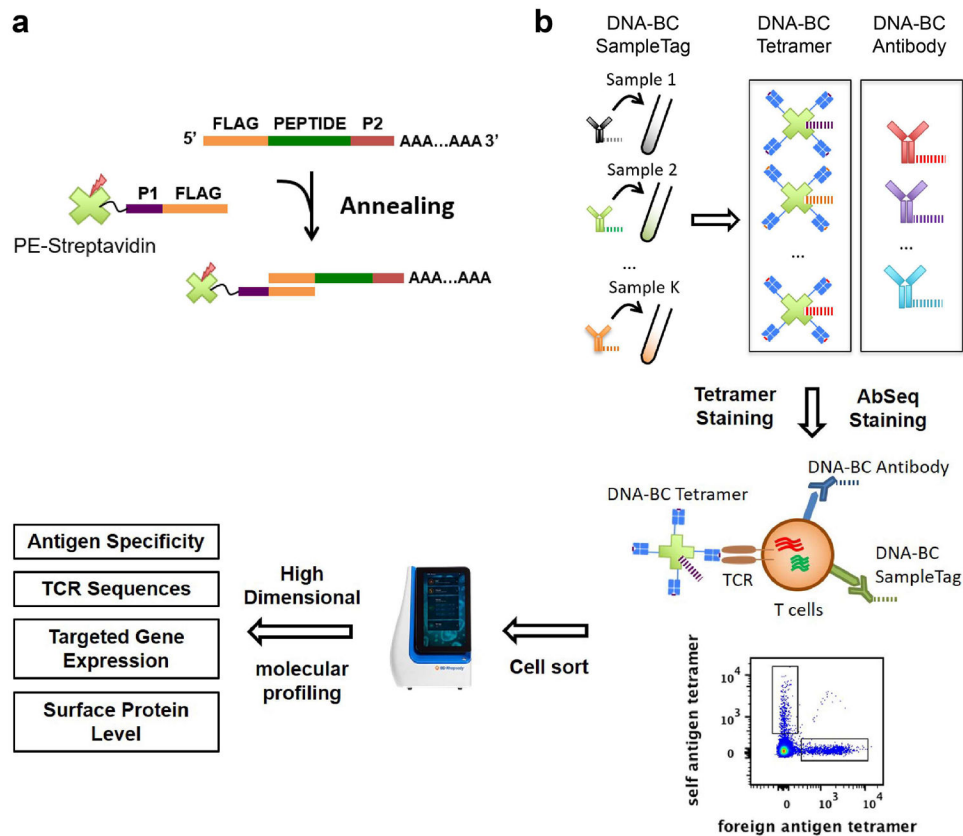 a
5' FLAG PEPTIDE P2 AAA...AAA 3'
P1 FLAG
Annealing
PE-Streptavidin
AAA...AAA
b
DNA-BC
SampleTag
DNA-BC
Tetramer
DNA-BC
Antibody
Sample 1
Sample 2
...
Sample K
...
...
Tetramer
Staining
AbSeq
Staining
DNA-BC Antibody
DNA-BC Tetramer
TCR
T cells
DNA-BC
SampleTag
self antigen tetramer
10^4
10^3
0
0 10^3 10^4
foreign antigen tetramer
Cell sort
BD Rhapsody
High
Dimensional
molecular
profiling
Antigen Specificity
TCR Sequences
Targeted Gene
Expression
Surface Protein
Level